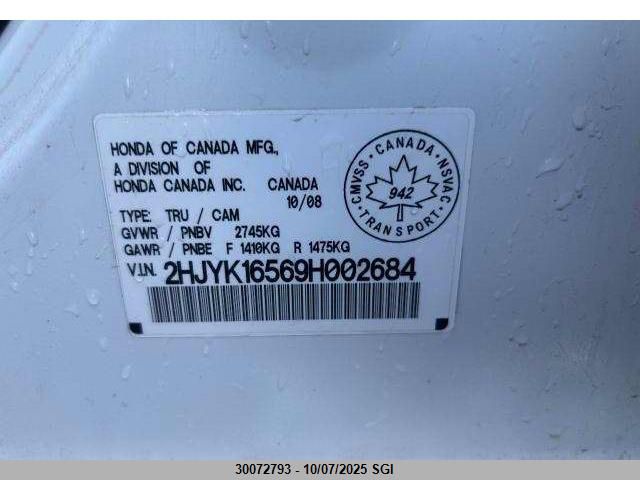 HONDA OF CANADA MFG.,
A DIVISION OF
HONDA CANADA INC. CANADA
10/08
TYPE: TRU / CAM
GVWR / PNBV 2745KG
GAWR / PNBE F 1410KG R 1475KG
V.I.N. 2HJYK16569H002684
CMVSS · CANADA · NSVAC
942
· TRANSPORT ·
30072793 - 10/07/2025 SGI